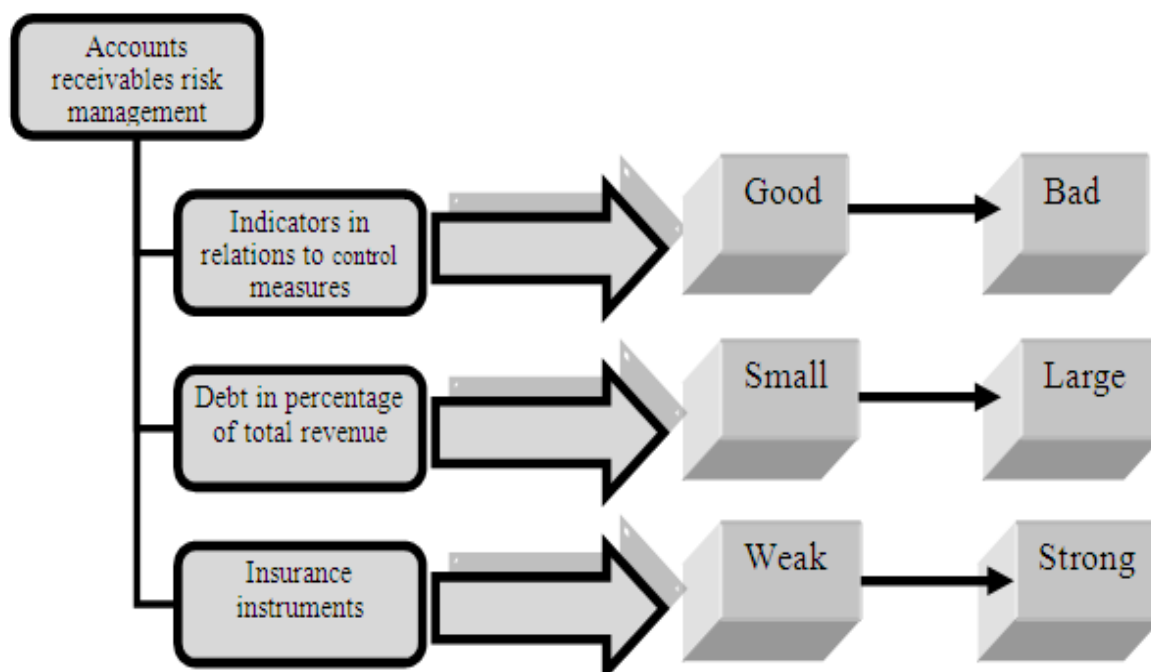 Accounts
receivables risk
management
Indicators in
relations to control
measures
Good
Bad
Debt in percentage
of total revenue
Small
Large
Insurance
instruments
Weak
Strong